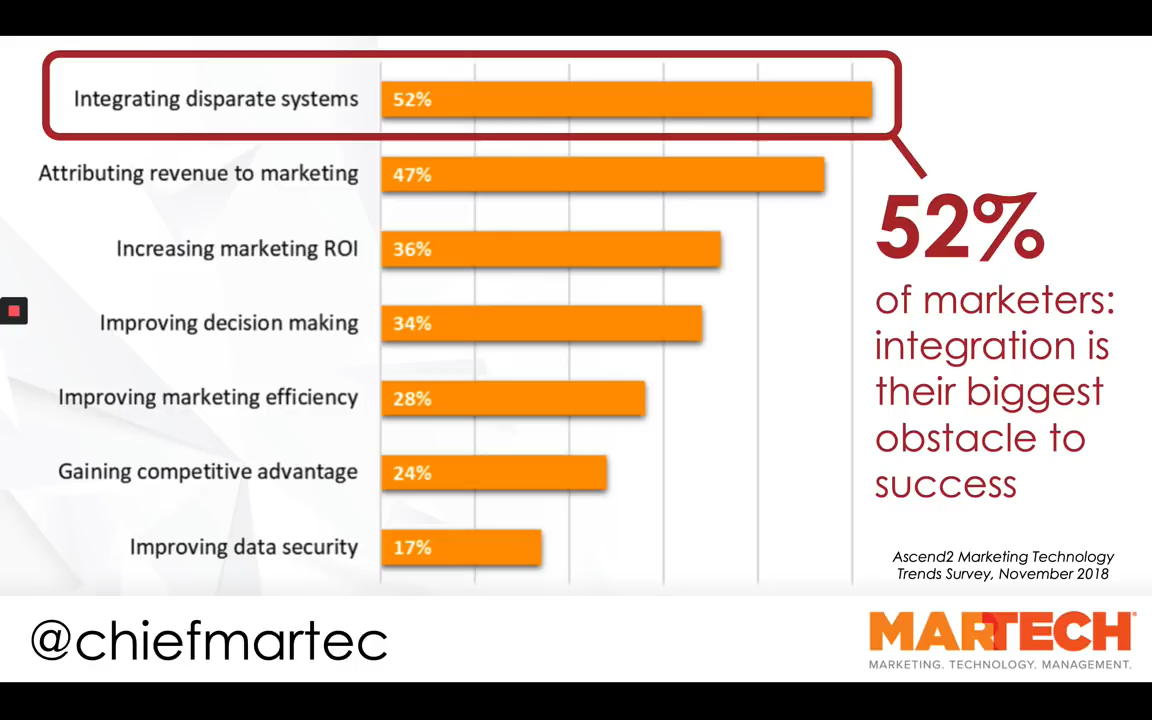 Integrating disparate systems 52%
Attributing revenue to marketing 47%
Increasing marketing ROI 36%
Improving decision making 34%
Improving marketing efficiency 28%
Gaining competitive advantage 24%
Improving data security 17%
52%
of marketers:
integration is
their biggest
obstacle to
success
Ascend2 Marketing Technology
Trends Survey, November 2018
@chiefmartec
MARTECH®
MARKETING. TECHNOLOGY. MANAGEMENT.